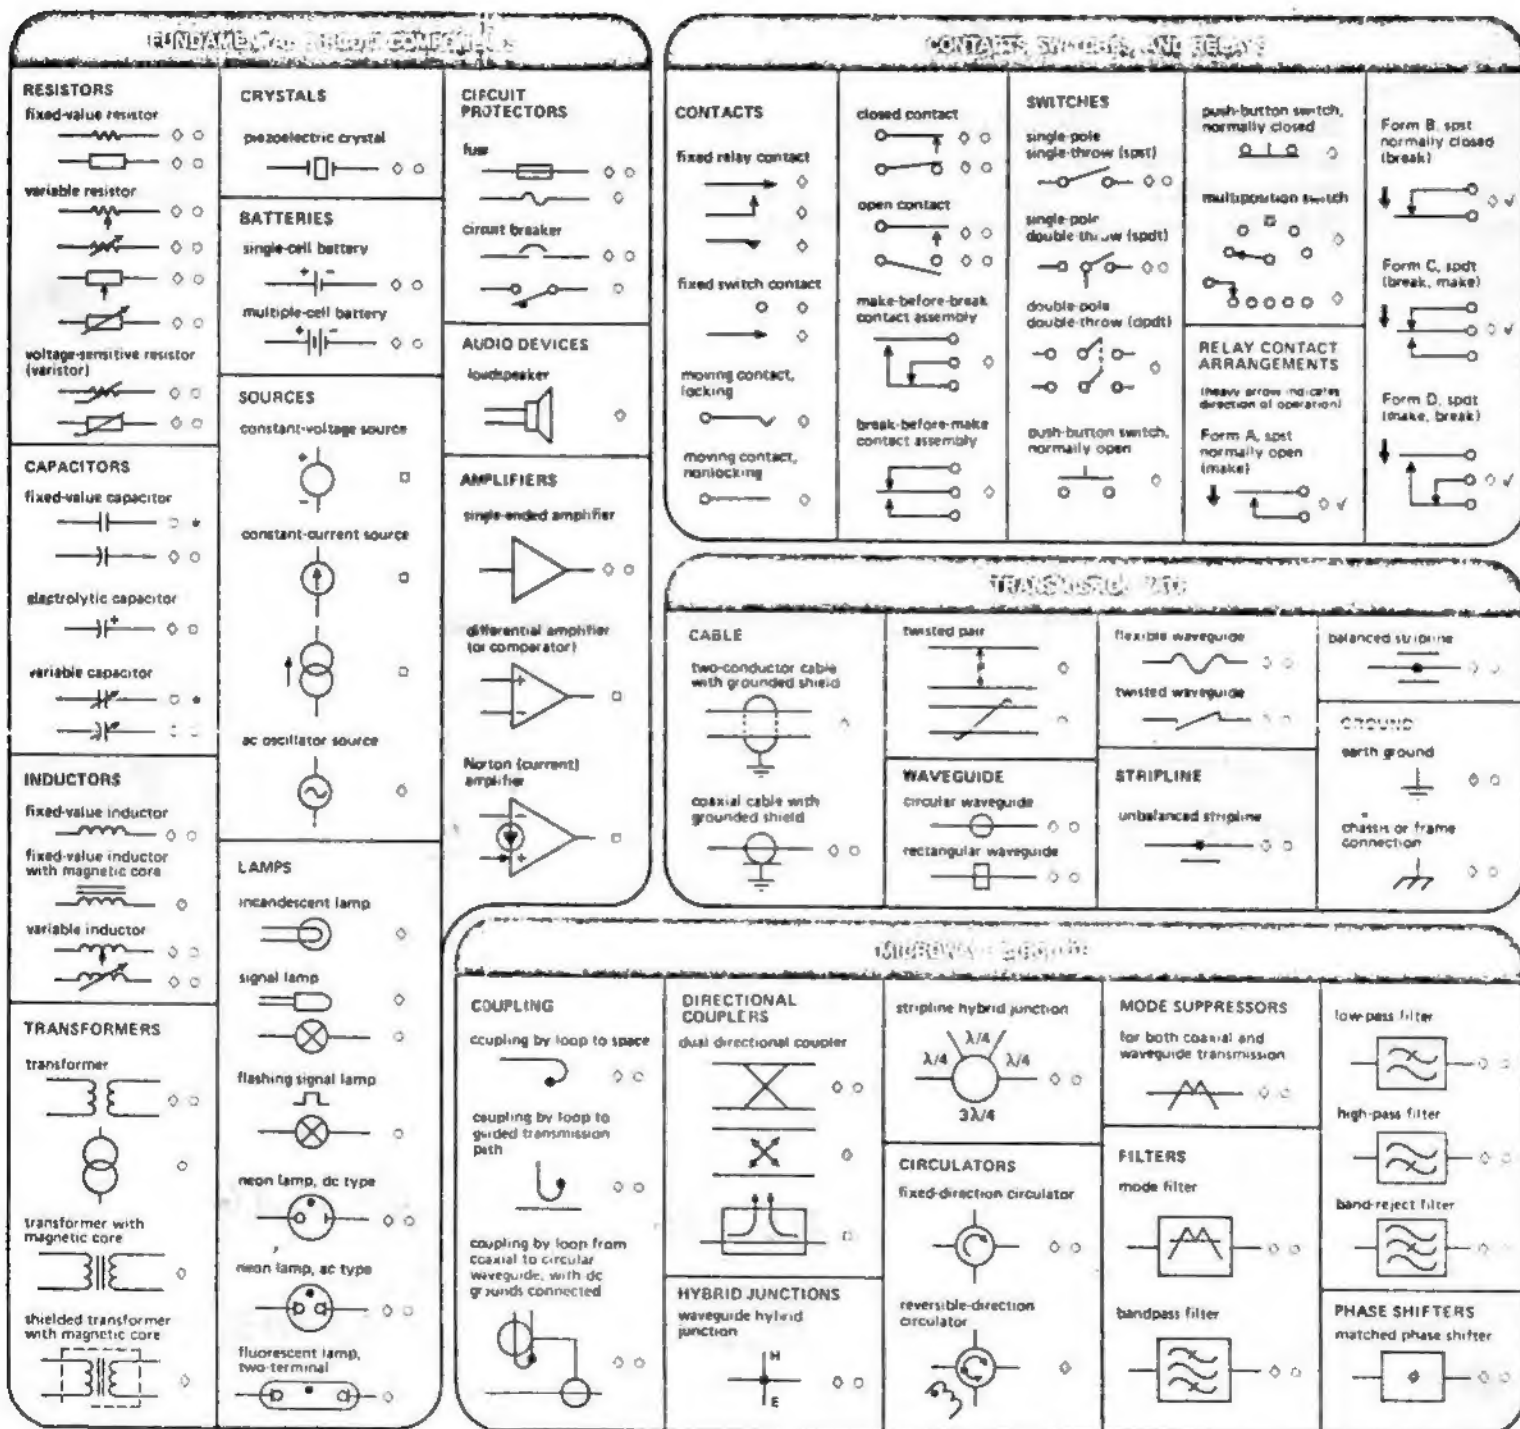 CONTACTS, SWITCHES, AND RELAYS
RESISTORS
fixed-value resistor
variable resistor
voltage-sensitive resistor
(varistor)
CAPACITORS
fixed-value capacitor
electrolytic capacitor
variable capacitor
INDUCTORS
fixed-value inductor
fixed-value inductor
with magnetic core
variable inductor
TRANSFORMERS
transformer
transformer with
magnetic core
shielded transformer
with magnetic core
CRYSTALS
piezoelectric crystal
BATTERIES
single-cell battery
+ -
multiple-cell battery
+ -
SOURCES
constant-voltage source
+
-
constant-current source
ac oscillator source
LAMPS
incandescent lamp
signal lamp
flashing signal lamp
neon lamp, dc type
neon lamp, ac type
fluorescent lamp,
two-terminal
CIRCUIT
PROTECTORS
fuse
circuit breaker
AUDIO DEVICES
loudspeaker
AMPLIFIERS
single-ended amplifier
+
differential amplifier
(or comparator)
+
-
Norton (current)
amplifier
-
+
CONTACTS
fixed relay contact
fixed switch contact
moving contact,
locking
moving contact,
nonlocking
closed contact
open contact
make-before-break
contact assembly
break-before-make
contact assembly
SWITCHES
single-pole
single-throw (spst)
single-pole
double-throw (spdt)
double-pole
double-throw (dpdt)
push-button switch,
normally open
push-button switch,
normally closed
multiposition switch
RELAY CONTACT
ARRANGEMENTS
(heavy arrow indicates
direction of operation)
Form A, spst
normally open
(make)
Form B, spst
normally closed
(break)
Form C, spdt
(break, make)
Form D, spdt
(make, break)
CABLE
two-conductor cable
with grounded shield
coaxial cable with
grounded shield
twisted pair
WAVEGUIDE
circular waveguide
rectangular waveguide
flexible waveguide
twisted waveguide
STRIPLINE
unbalanced stripline
balanced stripline
GROUND
earth ground
chassis or frame
connection
COUPLING
coupling by loop to space
coupling by loop to
guided transmission
path
coupling by loop from
coaxial to circular
waveguide, with dc
grounds connected
DIRECTIONAL
COUPLERS
dual directional coupler
HYBRID JUNCTIONS
waveguide hybrid
junction
H
E
stripline hybrid junction
λ/4
λ/4 λ/4
3λ/4
CIRCULATORS
fixed-direction circulator
reversible-direction
circulator
MODE SUPPRESSORS
for both coaxial and
waveguide transmission
FILTERS
mode filter
bandpass filter
low-pass filter
high-pass filter
band-reject filter
PHASE SHIFTERS
matched phase shifter